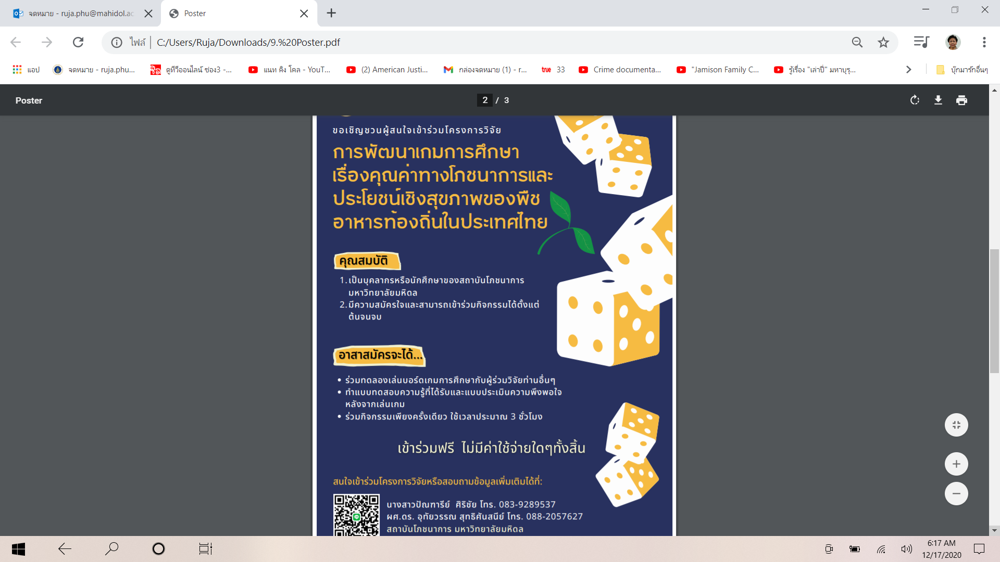 จดหมาย - ruja.phu@mahidol.ac
Poster
ไฟล์
C:/Users/Ruja/Downloads/9.%20Poster.pdf
แอป
จดหมาย - ruja.phu...
ดูทีวีออนไลน์ ช่อง3 -...
แนท คิง โคล - YouT...
(2) American Justi...
กล่องจดหมาย (1) - r...
true 33
Crime documenta...
"Jamison Family C...
รู้เรื่อง "เล่าปี่" มหาบุรุ...
บุ๊กมาร์กอื่นๆ
Poster
2 / 3
ขอเชิญชวนผู้สนใจเข้าร่วมโครงการวิจัย
การพัฒนาเกมการศึกษา
เรื่องคุณค่าทางโภชนาการและ
ประโยชน์เชิงสุขภาพของพืช
อาหารท้องถิ่นในประเทศไทย
คุณสมบัติ
1. เป็นบุคลากรหรือนักศึกษาของสถาบันโภชนาการ
มหาวิทยาลัยมหิดล
2. มีความสมัครใจและสามารถเข้าร่วมกิจกรรมได้ตั้งแต่
ต้นจนจบ
อาสาสมัครจะได้...
• ร่วมทดลองเล่นบอร์ดเกมการศึกษากับผู้ร่วมวิจัยท่านอื่นๆ
• ทำแบบทดสอบความรู้ที่ได้รับและแบบประเมินความพึงพอใจ
หลังจากเล่นเกม
• ร่วมกิจกรรมเพียงครั้งเดียว ใช้เวลาประมาณ 3 ชั่วโมง
เข้าร่วมฟรี ไม่มีค่าใช้จ่ายใดๆทั้งสิ้น
สนใจเข้าร่วมโครงการวิจัยหรือสอบถามข้อมูลเพิ่มเติมได้ที่:
นางสาวปัณฑารีย์ ศิริชัย โทร. 083-9289537
ผศ.ดร. อุทัยวรรณ สุทธิศันสนีย์ โทร. 088-2057627
สถาบันโภชนาการ มหาวิทยาลัยมหิดล
6:17 AM
12/17/2020